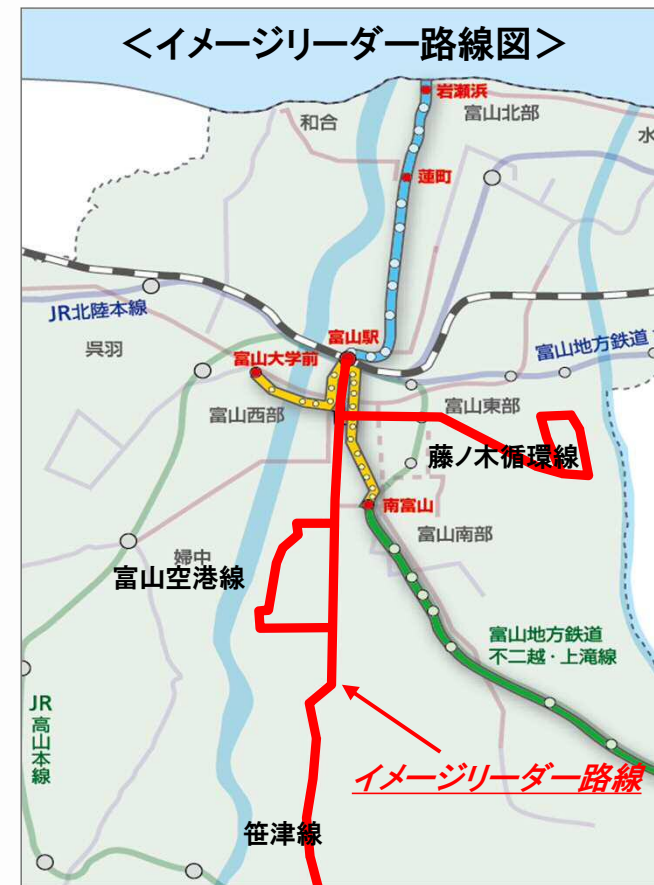 ＜イメージリーダー路線図＞
岩瀬浜
和合
富山北部
水
蓮町
JR北陸本線
富山駅
呉羽
富山大学前
富山地方鉄道
富山西部
富山東部
藤ノ木循環線
南富山
富山南部
婦中
富山空港線
富山地方鉄道
不二越・上滝線
JR
高山本線
イメージリーダー路線
笹津線